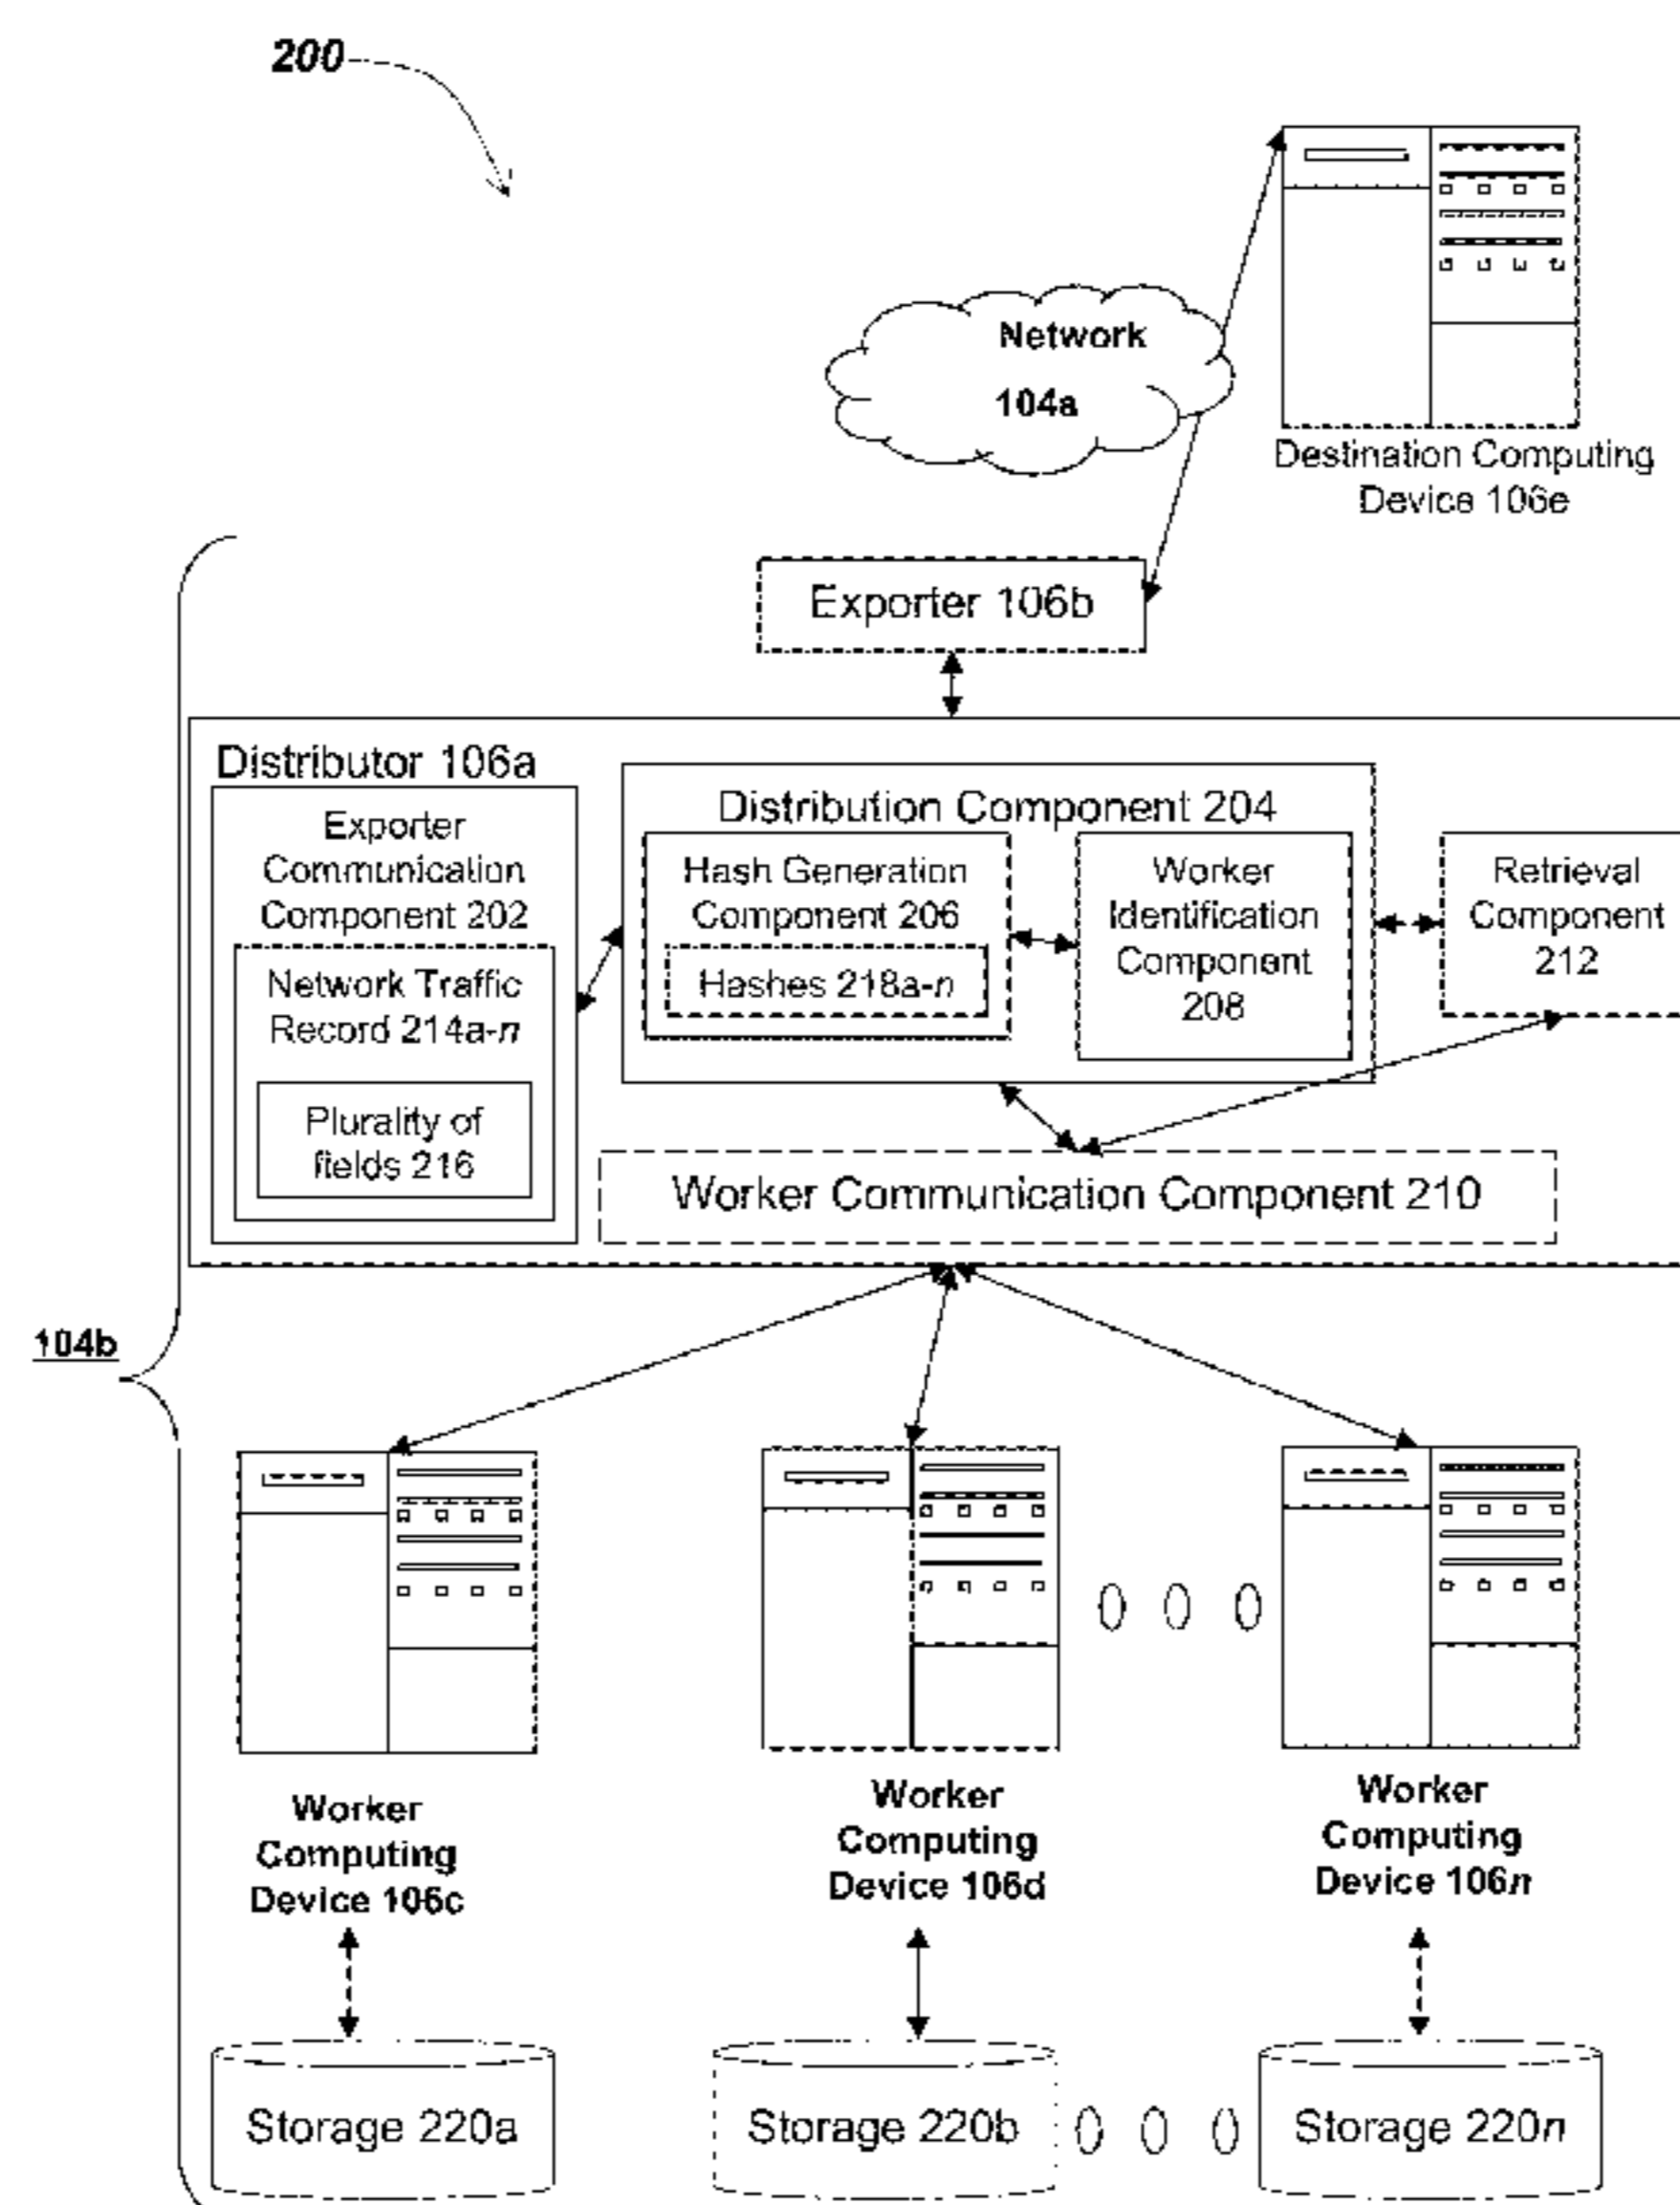 200
Network
104a
Destination Computing
Device 106e
Exporter 106b
Distributor 106a
Exporter
Communication
Component 202
Network Traffic
Record 214a-n
Plurality of
fields 216
Distribution Component 204
Hash Generation
Component 206
Hashes 218a-n
Worker
Identification
Component
208
Retrieval
Component
212
Worker Communication Component 210
104b
Worker
Computing
Device 106c
Worker
Computing
Device 106d
Worker
Computing
Device 106n
Storage 220a
Storage 220b
Storage 220n